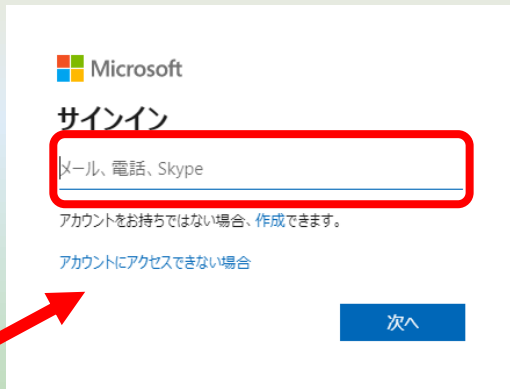 Microsoft
サインイン
メール、電話、Skype
アカウントをお持ちではない場合、作成できます。
アカウントにアクセスできない場合
次へ